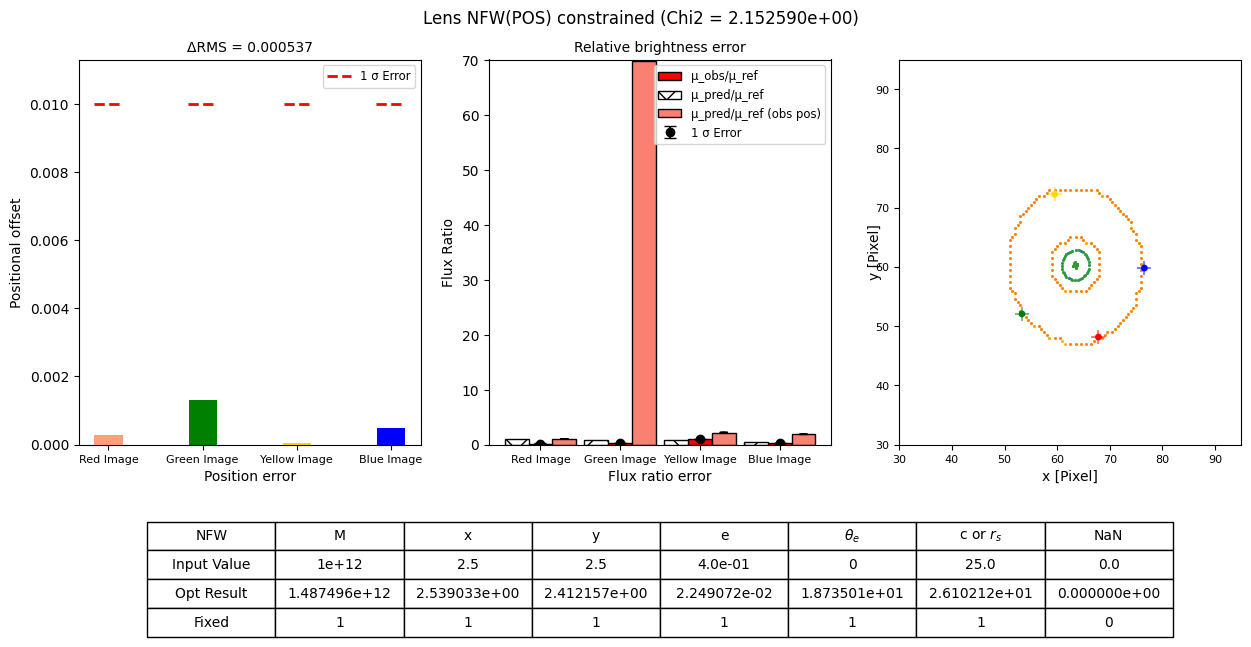 Lens NFW(POS) constrained (Chi2 = 2.152590e+00)
ΔRMS = 0.000537
Positional offset
0.010
0.008
0.006
0.004
0.002
0.000
1 σ Error
Red Image Green Image Yellow Image Blue Image
Position error
Relative brightness error
Flux Ratio
70
60
50
40
30
20
10
0
μ_obs/μ_ref
μ_pred/μ_ref
μ_pred/μ_ref (obs pos)
1 σ Error
Red Image Green Image Yellow Image Blue Image
Flux ratio error
y [Pixel]
90
80
70
60
50
40
30
30 40 50 60 70 80 90
x [Pixel]
NFW M x y e θ_e c or r_s NaN
Input Value 1e+12 2.5 2.5 4.0e-01 0 25.0 0.0
Opt Result 1.487496e+12 2.539033e+00 2.412157e+00 2.249072e-02 1.873501e+01 2.610212e+01 0.000000e+00
Fixed 1 1 1 1 1 1 0